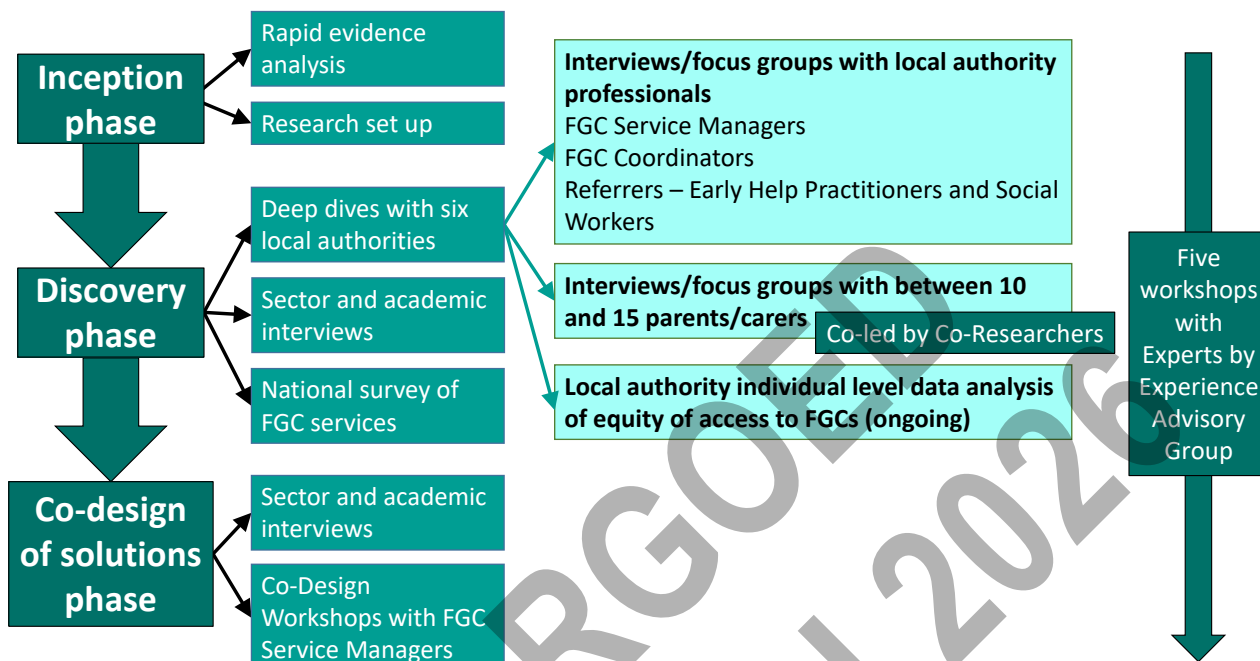 Inception
phase
Rapid evidence
analysis
Research set up
Discovery
phase
Deep dives with six
local authorities
Sector and academic
interviews
National survey of
FGC services
Interviews/focus groups with local authority
professionals
FGC Service Managers
FGC Coordinators
Referrers – Early Help Practitioners and Social
Workers
Interviews/focus groups with between 10
and 15 parents/carers
Co-led by Co-Researchers
Local authority individual level data analysis
of equity of access to FGCs (ongoing)
Co-design
of solutions
phase
Sector and academic
interviews
Co-Design
Workshops with FGC
Service Managers
Five
workshops
with
Experts by
Experience
Advisory
Group
RGOED
2026